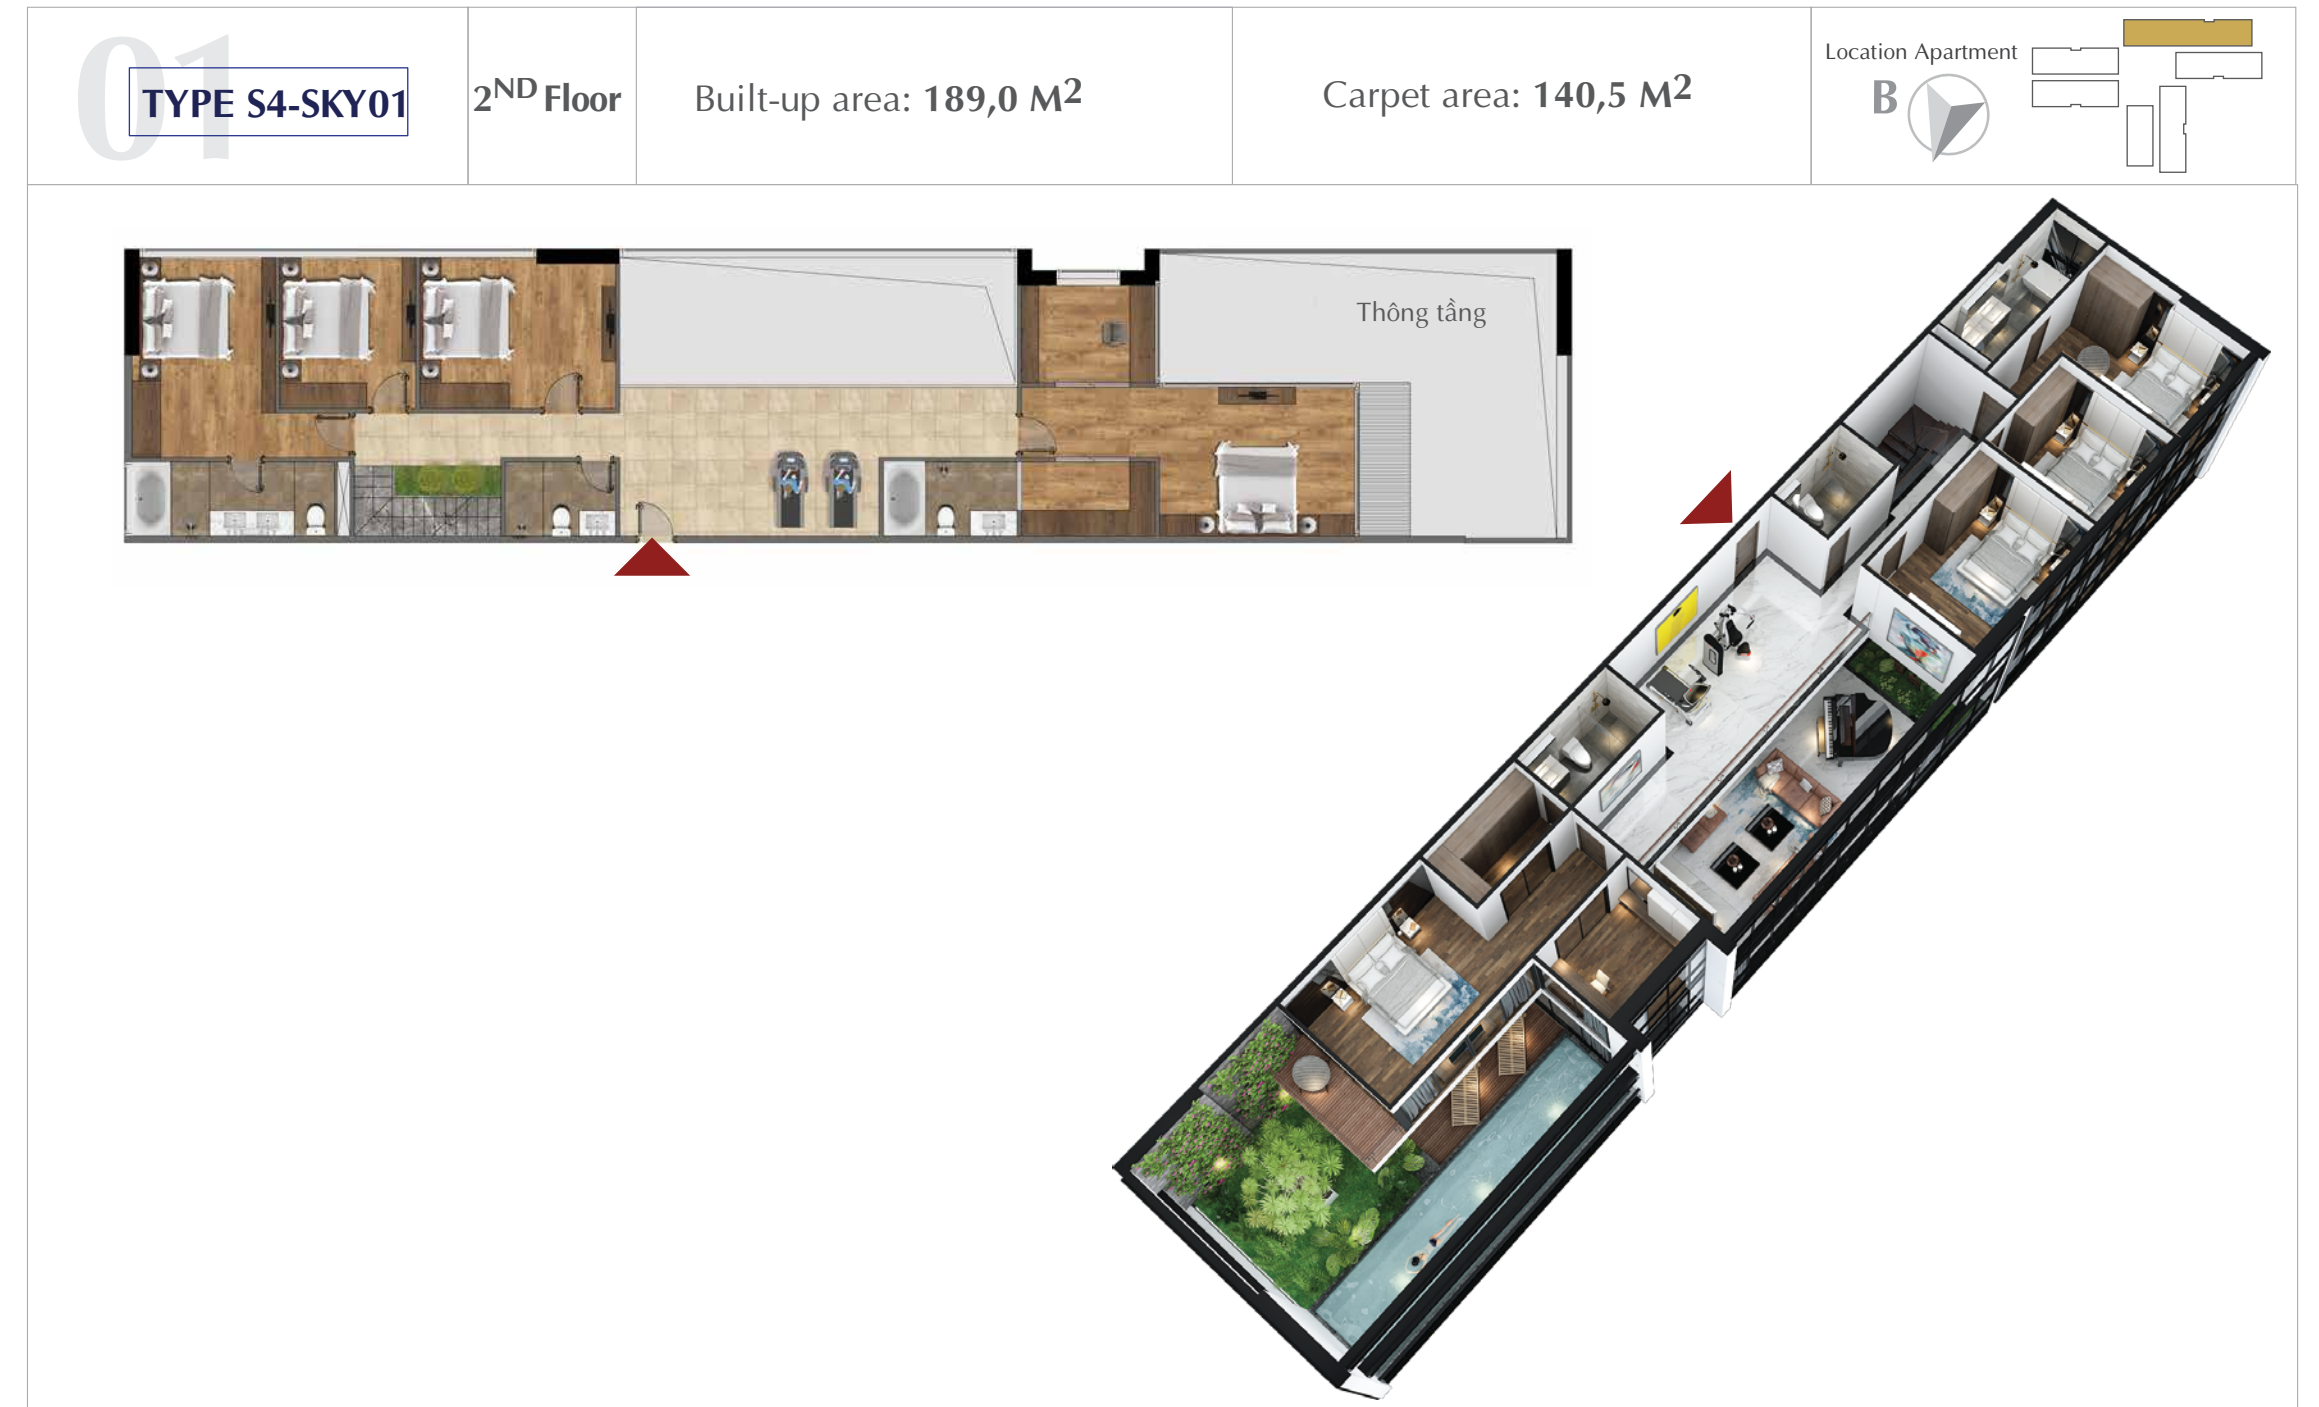 01
TYPE S4-SKY01
2ND Floor
Built-up area: 189,0 M2
Carpet area: 140,5 M2
Location Apartment
B
Thông tầng